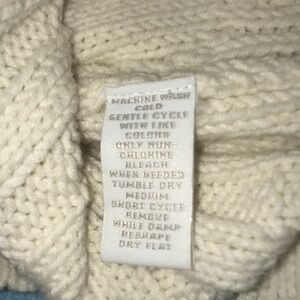 MACHINE WASH
COLD
GENTLE CYCLE
WITH LIKE
COLORS
ONLY NON-
CHLORINE
BLEACH
WHEN NEEDED
TUMBLE DRY
MEDIUM
SHORT CYCLE
REMOVE
WHILE DAMP
RESHAPE
DRY FLAT